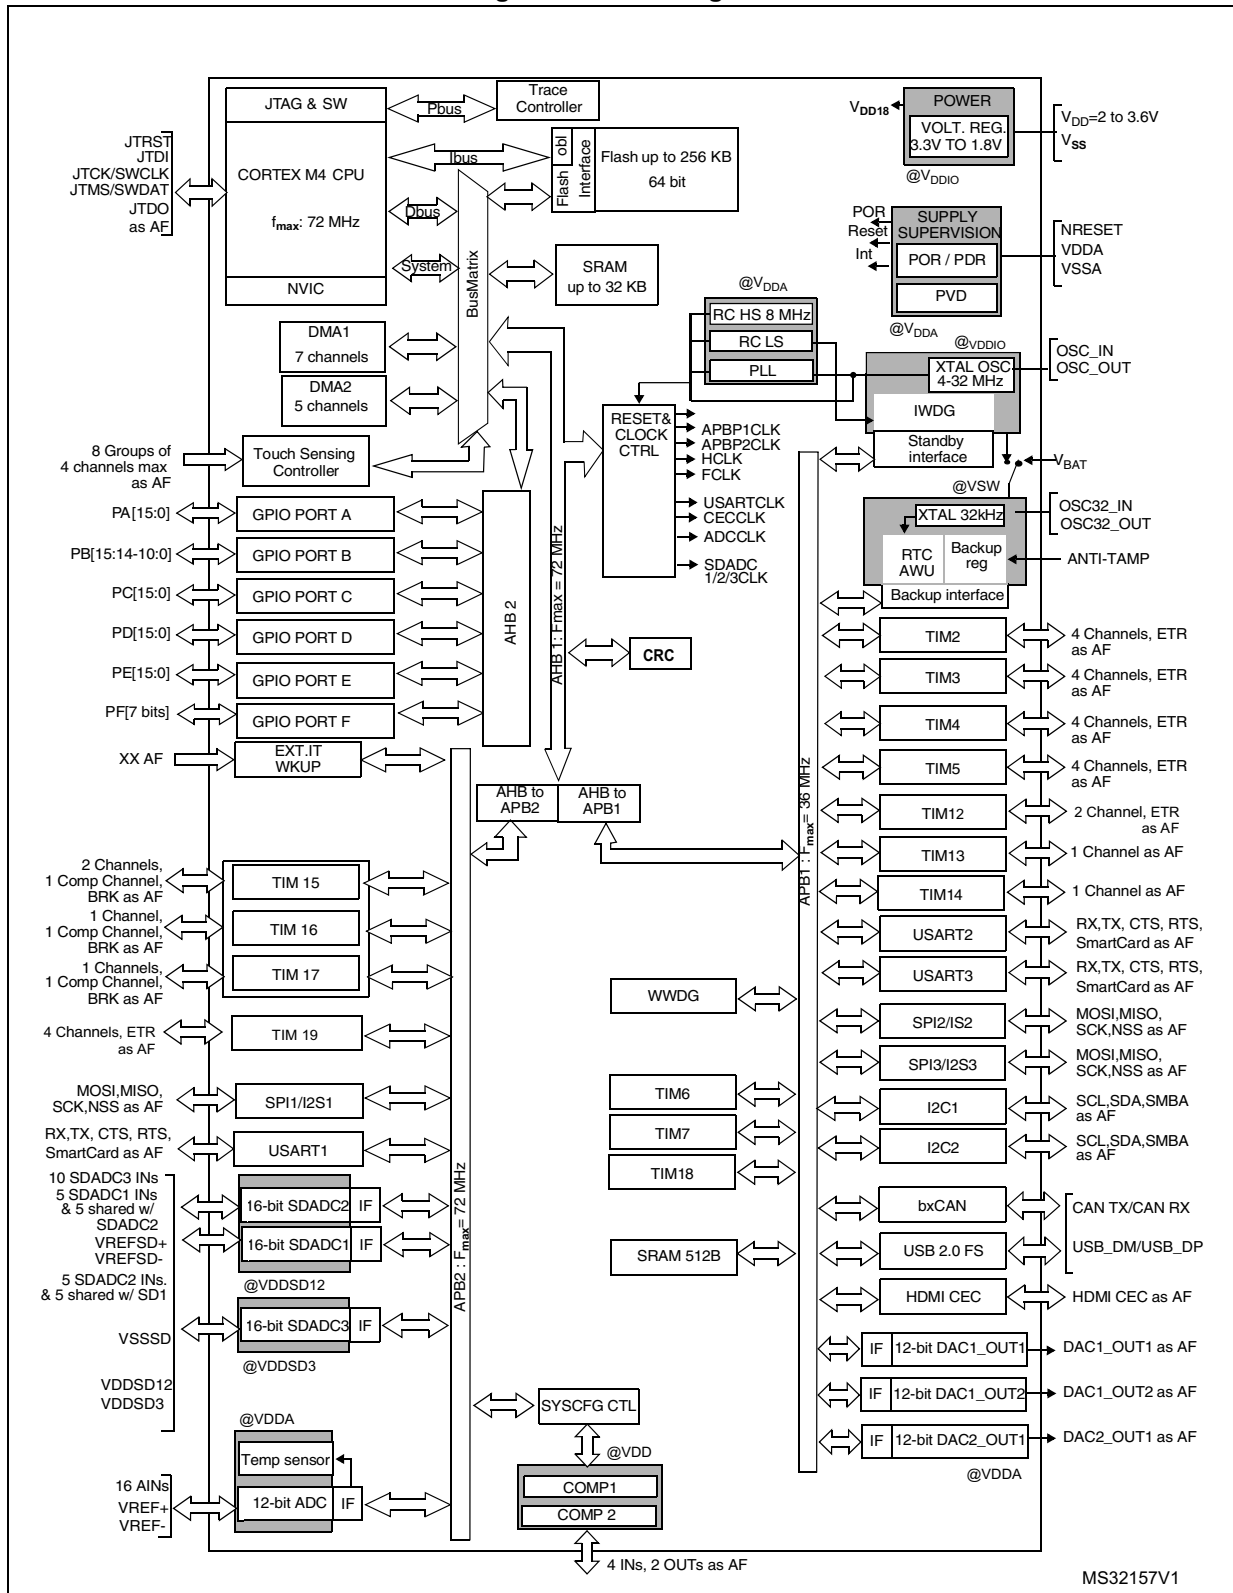 JTAG & SW
CORTEX M4 CPU
fmax: 72 MHz
NVIC
Pbus
Ibus
Dbus
System
Trace
Controller
Flash
obl
Interface
Flash up to 256 KB
64 bit
BusMatrix
SRAM
up to 32 KB
JTRST
JTDI
JTCK/SWCLK
JTMS/SWDAT
JTDO
as AF
VDD18
POWER
VOLT. REG.
3.3V TO 1.8V
@VDDIO
VDD=2 to 3.6V
VSS
POR
Reset
Int
SUPPLY
SUPERVISION
POR / PDR
PVD
@VDDA
NRESET
VDDA
VSSA
@VDDA
RC HS 8 MHz
RC LS
PLL
@VDDIO
XTAL OSC
4-32 MHz
IWDG
Standby
interface
OSC_IN
OSC_OUT
VBAT
@VSW
XTAL 32kHz
RTC
AWU
Backup
reg
Backup interface
OSC32_IN
OSC32_OUT
ANTI-TAMP
DMA1
7 channels
DMA2
5 channels
RESET&
CLOCK
CTRL
APBP1CLK
APBP2CLK
HCLK
FCLK
USARTCLK
CECCLK
ADCCLK
SDADC
1/2/3CLK
8 Groups of
4 channels max
as AF
Touch Sensing
Controller
PA[15:0]
GPIO PORT A
PB[15:14-10:0]
GPIO PORT B
PC[15:0]
GPIO PORT C
PD[15:0]
GPIO PORT D
PE[15:0]
GPIO PORT E
PF[7 bits]
GPIO PORT F
AHB 2
AHB 1: Fmax = 72 MHz
CRC
XX AF
EXT.IT
WKUP
AHB to
APB2
AHB to
APB1
APB1 : Fmax= 36 MHz
TIM2
4 Channels, ETR
as AF
TIM3
4 Channels, ETR
as AF
TIM4
4 Channels, ETR
as AF
TIM5
4 Channels, ETR
as AF
TIM12
2 Channel, ETR
as AF
TIM13
1 Channel as AF
TIM14
1 Channel as AF
USART2
RX,TX, CTS, RTS,
SmartCard as AF
USART3
RX,TX, CTS, RTS,
SmartCard as AF
SPI2/IS2
MOSI,MISO,
SCK,NSS as AF
SPI3/I2S3
MOSI,MISO,
SCK,NSS as AF
I2C1
SCL,SDA,SMBA
as AF
I2C2
SCL,SDA,SMBA
as AF
bxCAN
CAN TX/CAN RX
USB 2.0 FS
USB_DM/USB_DP
HDMI CEC
HDMI CEC as AF
IF
12-bit DAC1_OUT1
DAC1_OUT1 as AF
IF
12-bit DAC1_OUT2
DAC1_OUT2 as AF
IF
12-bit DAC2_OUT1
DAC2_OUT1 as AF
@VDDA
WWDG
TIM6
TIM7
TIM18
SRAM 512B
2 Channels,
1 Comp Channel,
BRK as AF
TIM 15
1 Channel,
1 Comp Channel,
BRK as AF
TIM 16
1 Channels,
1 Comp Channel,
BRK as AF
TIM 17
4 Channels, ETR
as AF
TIM 19
MOSI,MISO,
SCK,NSS as AF
SPI1/I2S1
RX,TX, CTS, RTS,
SmartCard as AF
USART1
APB2 : Fmax= 72 MHz
10 SDADC3 INs
5 SDADC1 INs
& 5 shared w/
SDADC2
VREFSD+
VREFSD-
5 SDADC2 INs.
& 5 shared w/ SD1
VSSSD
VDDSD12
VDDSD3
16-bit SDADC2
IF
16-bit SDADC1
IF
@VDDSD12
16-bit SDADC3
IF
@VDDSD3
SYSCFG CTL
@VDD
COMP1
COMP 2
4 INs, 2 OUTs as AF
@VDDA
Temp sensor
12-bit ADC
IF
16 AINs
VREF+
VREF-
MS32157V1